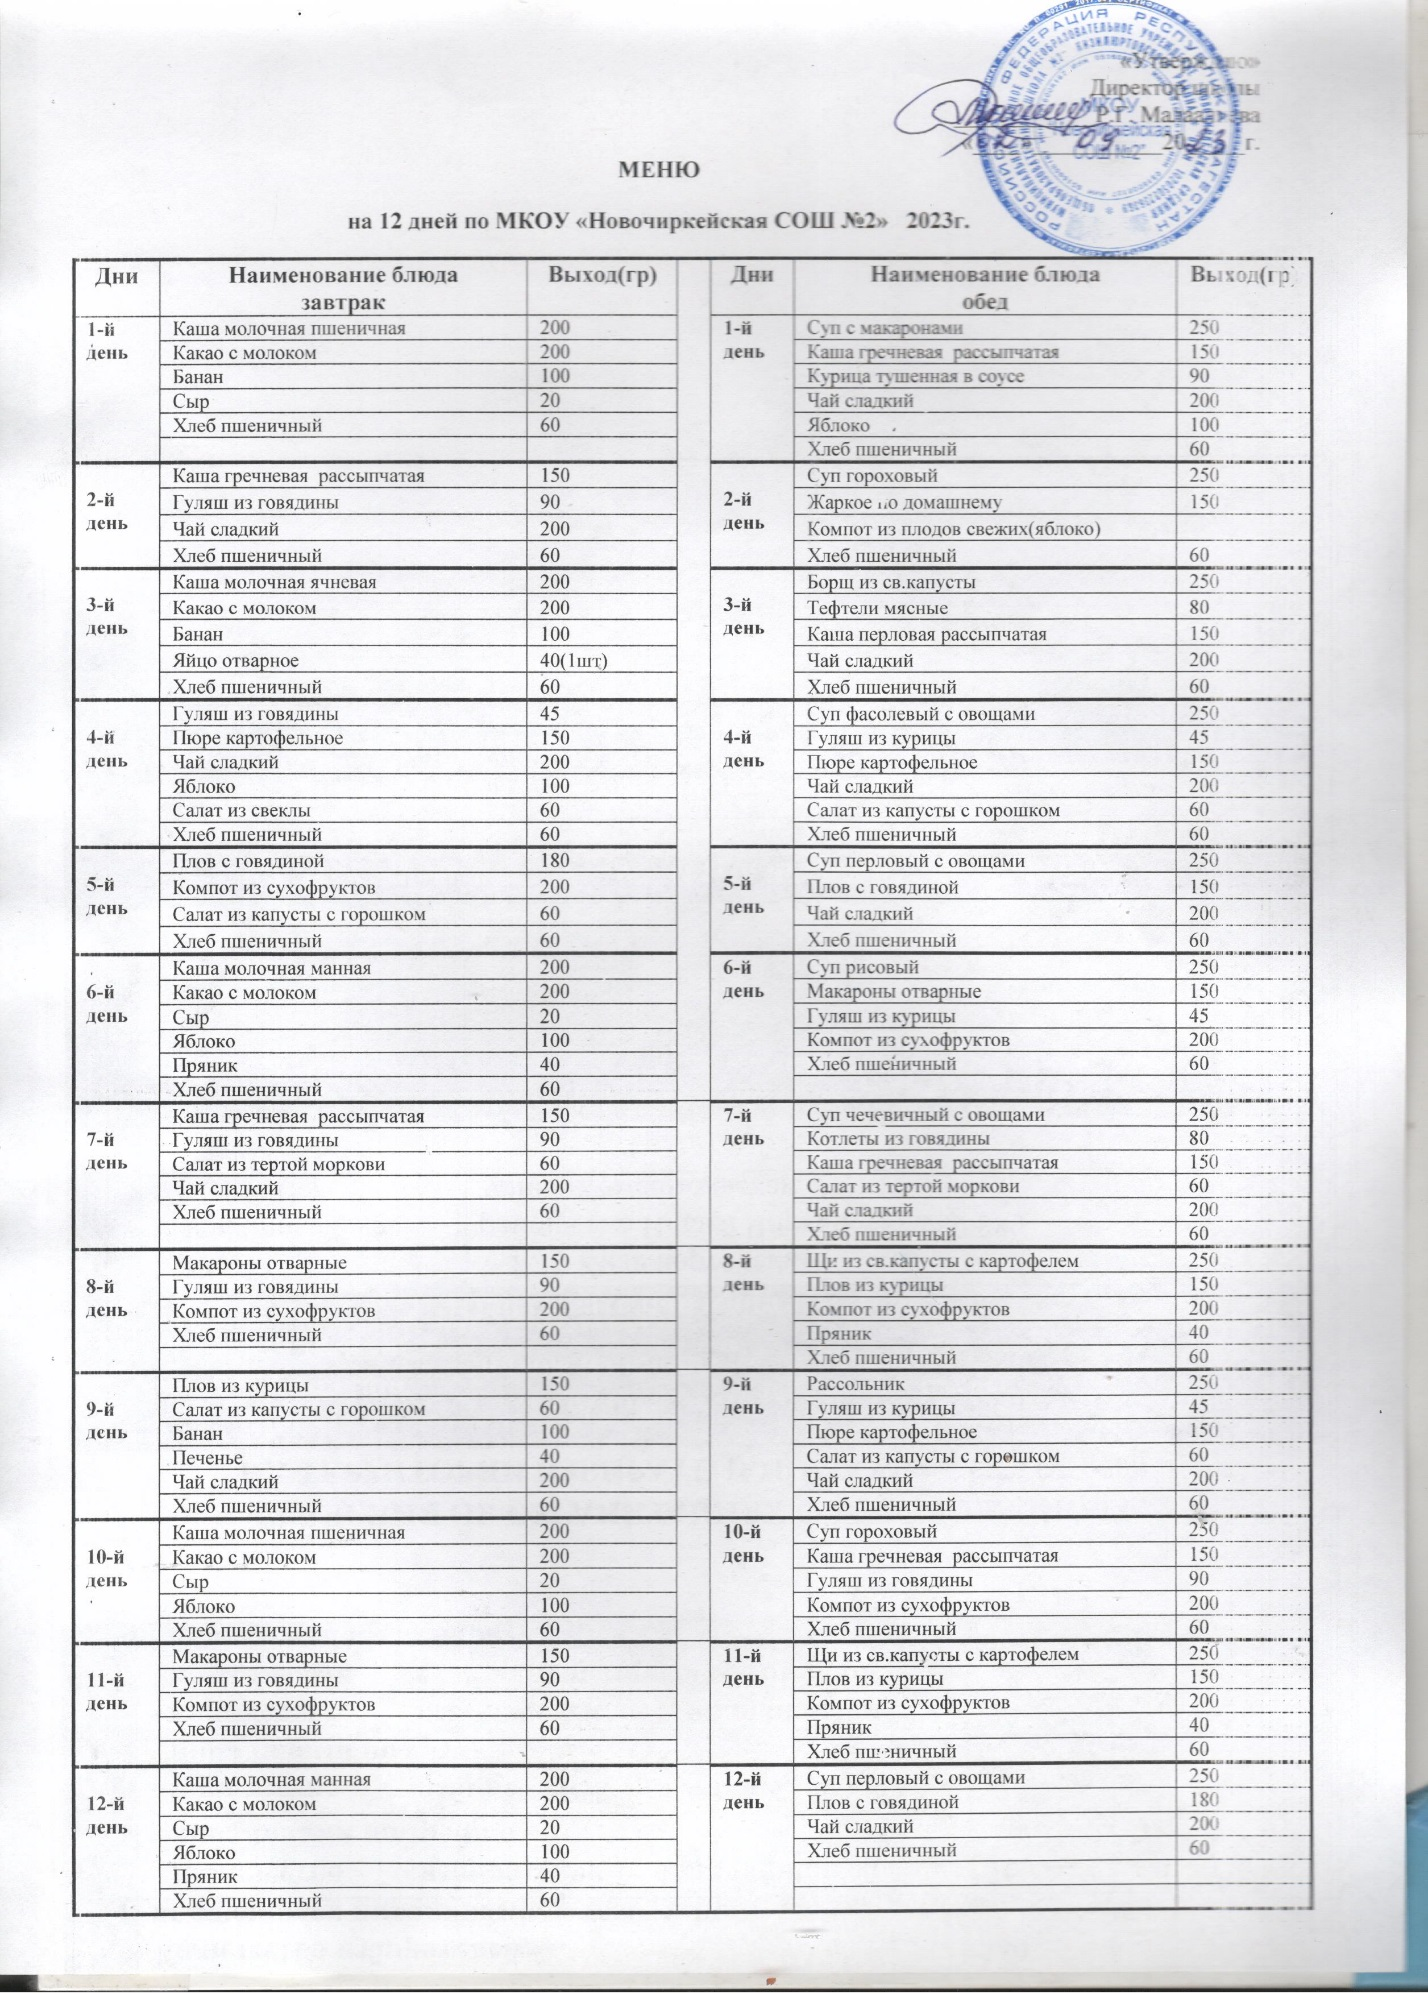 «Утверждаю»
Директор школы
Р.Г.
09 2023 г.
МКОУ
СОШ №2"
МЕНЮ
на 12 дней по МКОУ «Новочиркейская СОШ №2» 2023г.
Дни Наименование блюда завтрак Выход(гр) Дни Наименование блюда обед Выход(гр)
1-й день Каша молочная пшеничная 200 1-й день Суп с макаронами 250
Какао с молоком 200 Каша гречневая рассыпчатая 150
Банан 100 Курица тушенная в соусе 90
Сыр 20 Чай сладкий 200
Хлеб пшеничный 60 Яблоко 100
Хлеб пшеничный 60
2-й день Каша гречневая рассыпчатая 150 2-й день Суп гороховый 250
Гуляш из говядины 90 Жаркое по домашнему 150
Чай сладкий 200 Компот из плодов свежих(яблоко)
Хлеб пшеничный 60 Хлеб пшеничный 60
3-й день Каша молочная ячневая 200 3-й день Борщ из св.капусты 250
Какао с молоком 200 Тефтели мясные 80
Банан 100 Каша перловая рассыпчатая 150
Яйцо отварное 40(1шт) Чай сладкий 200
Хлеб пшеничный 60 Хлеб пшеничный 60
4-й день Гуляш из говядины 45 4-й день Суп фасолевый с овощами 250
Пюре картофельное 150 Гуляш из курицы 45
Чай сладкий 200 Пюре картофельное 150
Яблоко 100 Чай сладкий 200
Салат из свеклы 60 Салат из капусты с горошком 60
Хлеб пшеничный 60 Хлеб пшеничный 60
5-й день Плов с говядиной 180 5-й день Суп перловый с овощами 250
Компот из сухофруктов 200 Плов с говядиной 150
Салат из капусты с горошком 60 Чай сладкий 200
Хлеб пшеничный 60 Хлеб пшеничный 60
6-й день Каша молочная манная 200 6-й день Суп рисовый 250
Какао с молоком 200 Макароны отварные 150
Сыр 20 Гуляш из курицы 45
Яблоко 100 Компот из сухофруктов 200
Пряник 40 Хлеб пшеничный 60
Хлеб пшеничный 60
7-й день Каша гречневая рассыпчатая 150 7-й день Суп чечевичный с овощами 250
Гуляш из говядины 90 Котлеты из говядины 80
Салат из тертой моркови 60 Каша гречневая рассыпчатая 150
Чай сладкий 200 Салат из тертой моркови 60
Хлеб пшеничный 60 Чай сладкий 200
Хлеб пшеничный 60
8-й день Макароны отварные 150 8-й день Щи из св.капусты с картофелем 250
Гуляш из говядины 90 Плов из курицы 150
Компот из сухофруктов 200 Компот из сухофруктов 200
Хлеб пшеничный 60 Пряник 40
Хлеб пшеничный 60
9-й день Плов из курицы 150 9-й день Рассольник 250
Салат из капусты с горошком 60 Гуляш из курицы 45
Банан 100 Пюре картофельное 150
Печенье 40 Салат из капусты с горошком 60
Чай сладкий 200 Чай сладкий 200
Хлеб пшеничный 60 Хлеб пшеничный 60
10-й день Каша молочная пшеничная 200 10-й день Суп гороховый 250
Какао с молоком 200 Каша гречневая рассыпчатая 150
Сыр 20 Гуляш из говядины 90
Яблоко 100 Компот из сухофруктов 200
Хлеб пшеничный 60 Хлеб пшеничный 60
11-й день Макароны отварные 150 11-й день Щи из св.капусты с картофелем 250
Гуляш из говядины 90 Плов из курицы 150
Компот из сухофруктов 200 Компот из сухофруктов 200
Хлеб пшеничный 60 Пряник 40
Хлеб пшеничный 60
12-й день Каша молочная манная 200 12-й день Суп перловый с овощами 250
Какао с молоком 200 Плов с говядиной 180
Сыр 20 Чай сладкий 200
Яблоко 100 Хлеб пшеничный 60
Пряник 40
Хлеб пшеничный 60